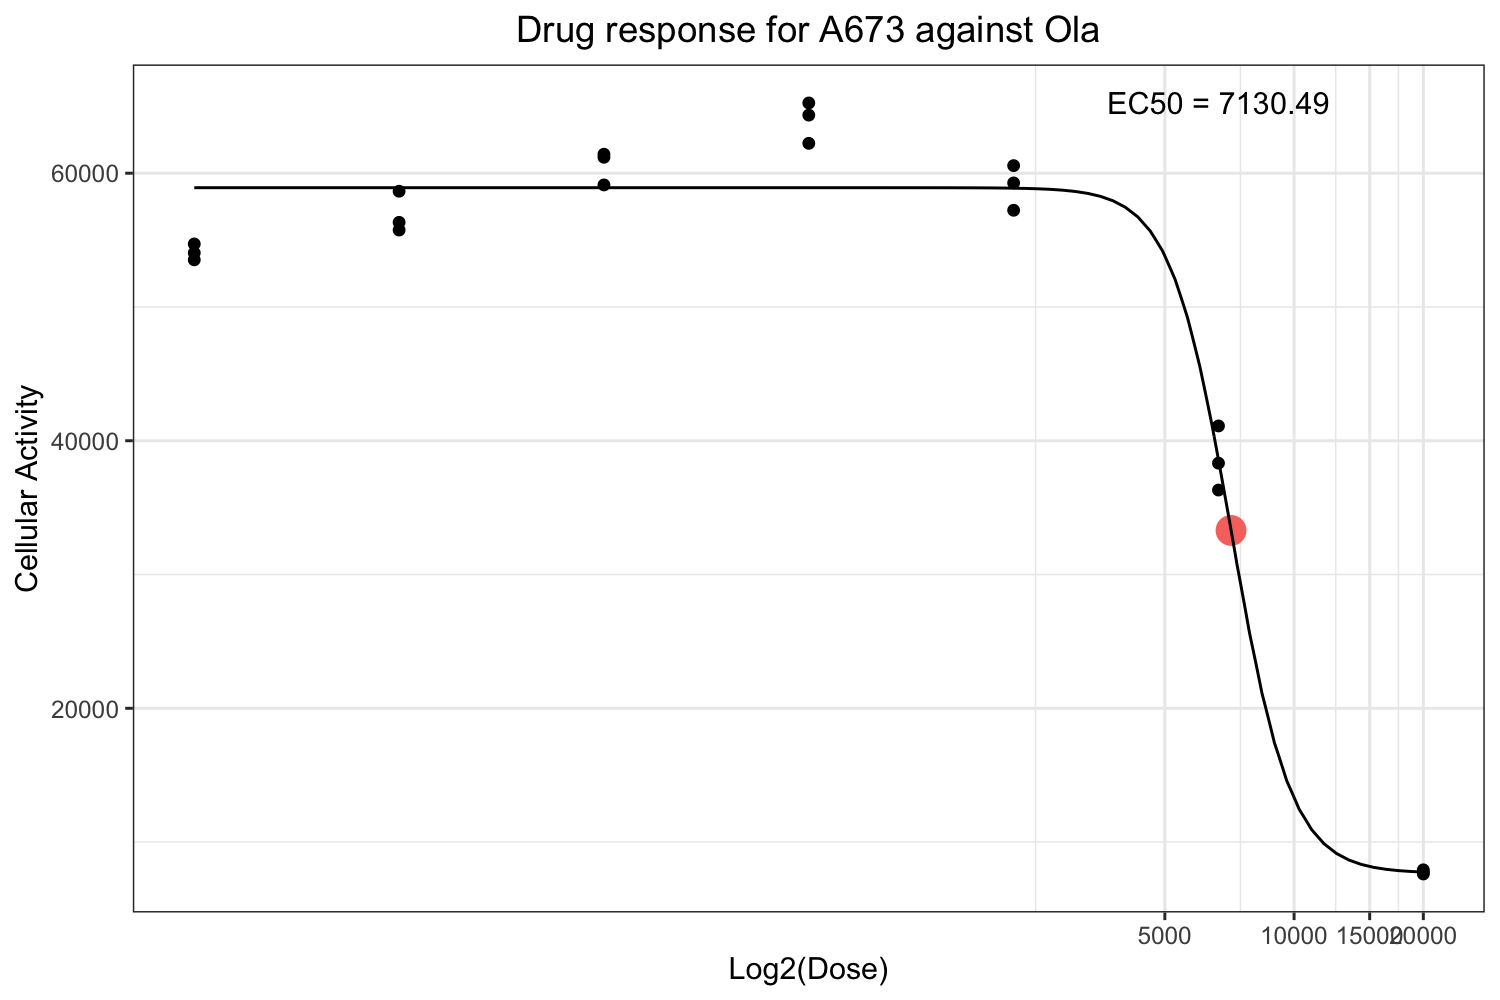 Drug response for A673 against Ola
EC50 = 7130.49
60000
40000
20000
Cellular Activity
5000 10000 15000 20000
Log2(Dose)